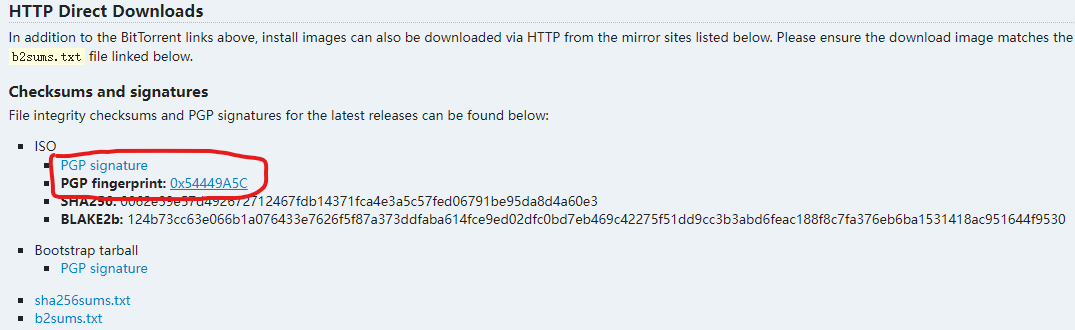 HTTP Direct Downloads
In addition to the BitTorrent links above, install images can also be downloaded via HTTP from the mirror sites listed below. Please ensure the download image matches the
b2sums.txt file linked below.
Checksums and signatures
File integrity checksums and PGP signatures for the latest releases can be found below:
ISO
PGP signature
PGP fingerprint: 0x54449A5C
SHA256: 0062e39e57d492672712467fdb14371fca4e3a5c57fed06791be95da8d4a60e3
BLAKE2b: 124b73cc63e066b1a076433e7626f5f87a373ddfaba614fce9ed02dfc0bd7eb469c42275f51dd9cc3b3abd6feac188f8c7fa376eb6ba1531418ac951644f9530
Bootstrap tarball
PGP signature
sha256sums.txt
b2sums.txt